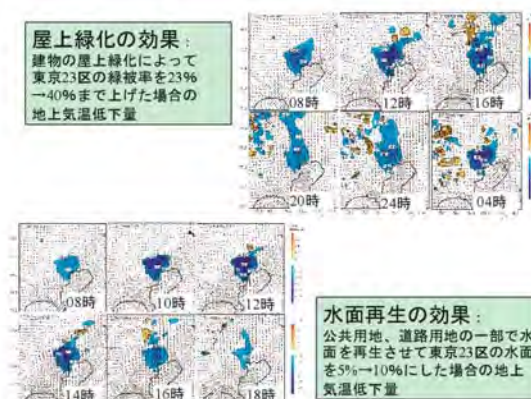 屋上緑化の効果：
建物の屋上緑化によって
東京23区の緑被率を23%
→40%まで上げた場合の
地上気温低下量
08時
12時
16時
20時
24時
04時
08時
10時
12時
14時
16時
18時
水面再生の効果：
公共用地、道路用地の一部で水
面を再生させて東京23区の水面
を5%→10%にした場合の地上
気温低下量